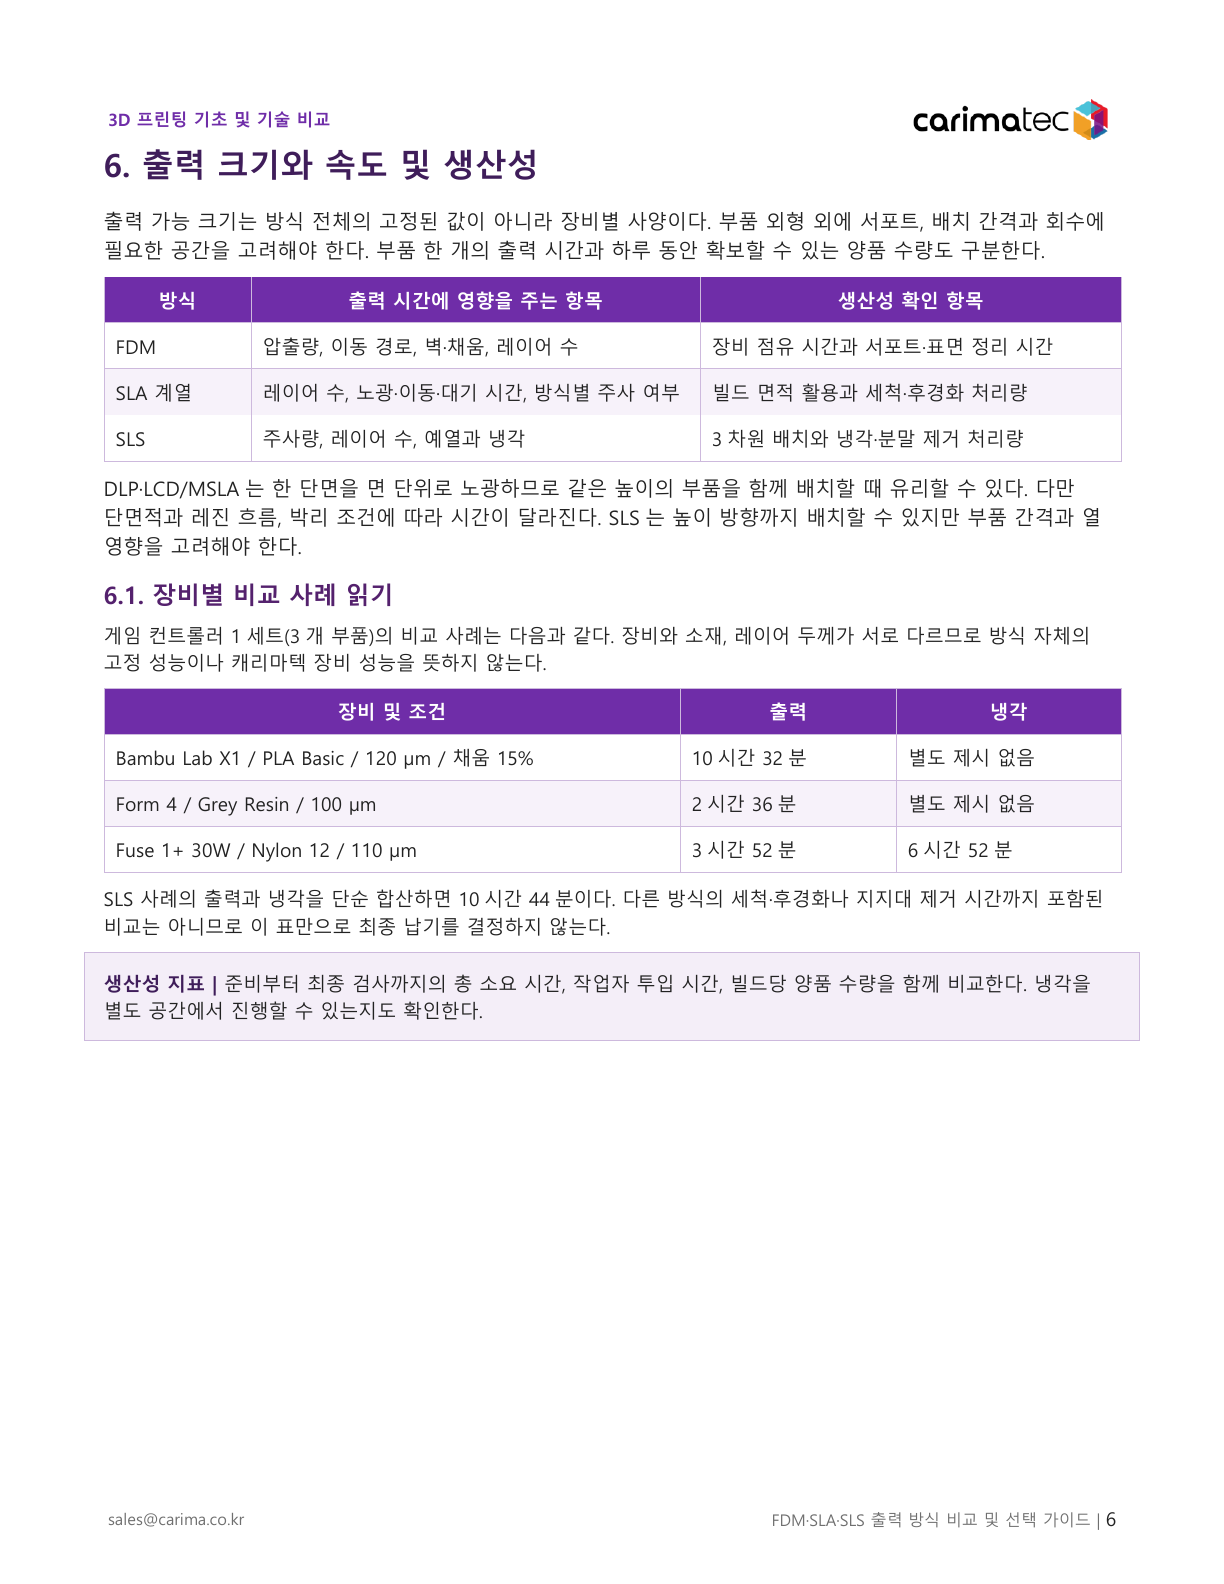 3D 프린팅 기초 및 기술 비교
carimatec
6. 출력 크기와 속도 및 생산성
출력 가능 크기는 방식 전체의 고정된 값이 아니라 장비별 사양이다. 부품 외형 외에 서포트, 배치 간격과 회수에
필요한 공간을 고려해야 한다. 부품 한 개의 출력 시간과 하루 동안 확보할 수 있는 양품 수량도 구분한다.
방식 출력 시간에 영향을 주는 항목 생산성 확인 항목
FDM 압출량, 이동 경로, 벽·채움, 레이어 수 장비 점유 시간과 서포트·표면 정리 시간
SLA 계열 레이어 수, 노광·이동·대기 시간, 방식별 주사 여부 빌드 면적 활용과 세척·후경화 처리량
SLS 주사량, 레이어 수, 예열과 냉각 3 차원 배치와 냉각·분말 제거 처리량
DLP·LCD/MSLA 는 한 단면을 면 단위로 노광하므로 같은 높이의 부품을 함께 배치할 때 유리할 수 있다. 다만
단면적과 레진 흐름, 박리 조건에 따라 시간이 달라진다. SLS 는 높이 방향까지 배치할 수 있지만 부품 간격과 열
영향을 고려해야 한다.
6.1. 장비별 비교 사례 읽기
게임 컨트롤러 1 세트(3 개 부품)의 비교 사례는 다음과 같다. 장비와 소재, 레이어 두께가 서로 다르므로 방식 자체의
고정 성능이나 캐리마텍 장비 성능을 뜻하지 않는다.
장비 및 조건 출력 냉각
Bambu Lab X1 / PLA Basic / 120 μm / 채움 15% 10 시간 32 분 별도 제시 없음
Form 4 / Grey Resin / 100 μm 2 시간 36 분 별도 제시 없음
Fuse 1+ 30W / Nylon 12 / 110 μm 3 시간 52 분 6 시간 52 분
SLS 사례의 출력과 냉각을 단순 합산하면 10 시간 44 분이다. 다른 방식의 세척·후경화나 지지대 제거 시간까지 포함된
비교는 아니므로 이 표만으로 최종 납기를 결정하지 않는다.
생산성 지표 | 준비부터 최종 검사까지의 총 소요 시간, 작업자 투입 시간, 빌드당 양품 수량을 함께 비교한다. 냉각을
별도 공간에서 진행할 수 있는지도 확인한다.
sales@carima.co.kr
FDM·SLA·SLS 출력 방식 비교 및 선택 가이드 | 6